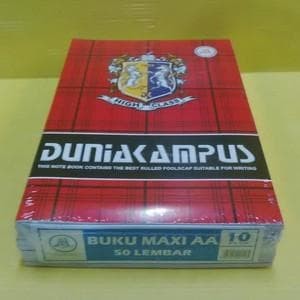 HIGH CLASS
DUNIAKAMPUS
THIS NOTE BOOK CONTAINS THE BEST RULED FOOLSCAP SUITABLE FOR WRITING
BUKU MAXI AA
50 LEMBAR
10